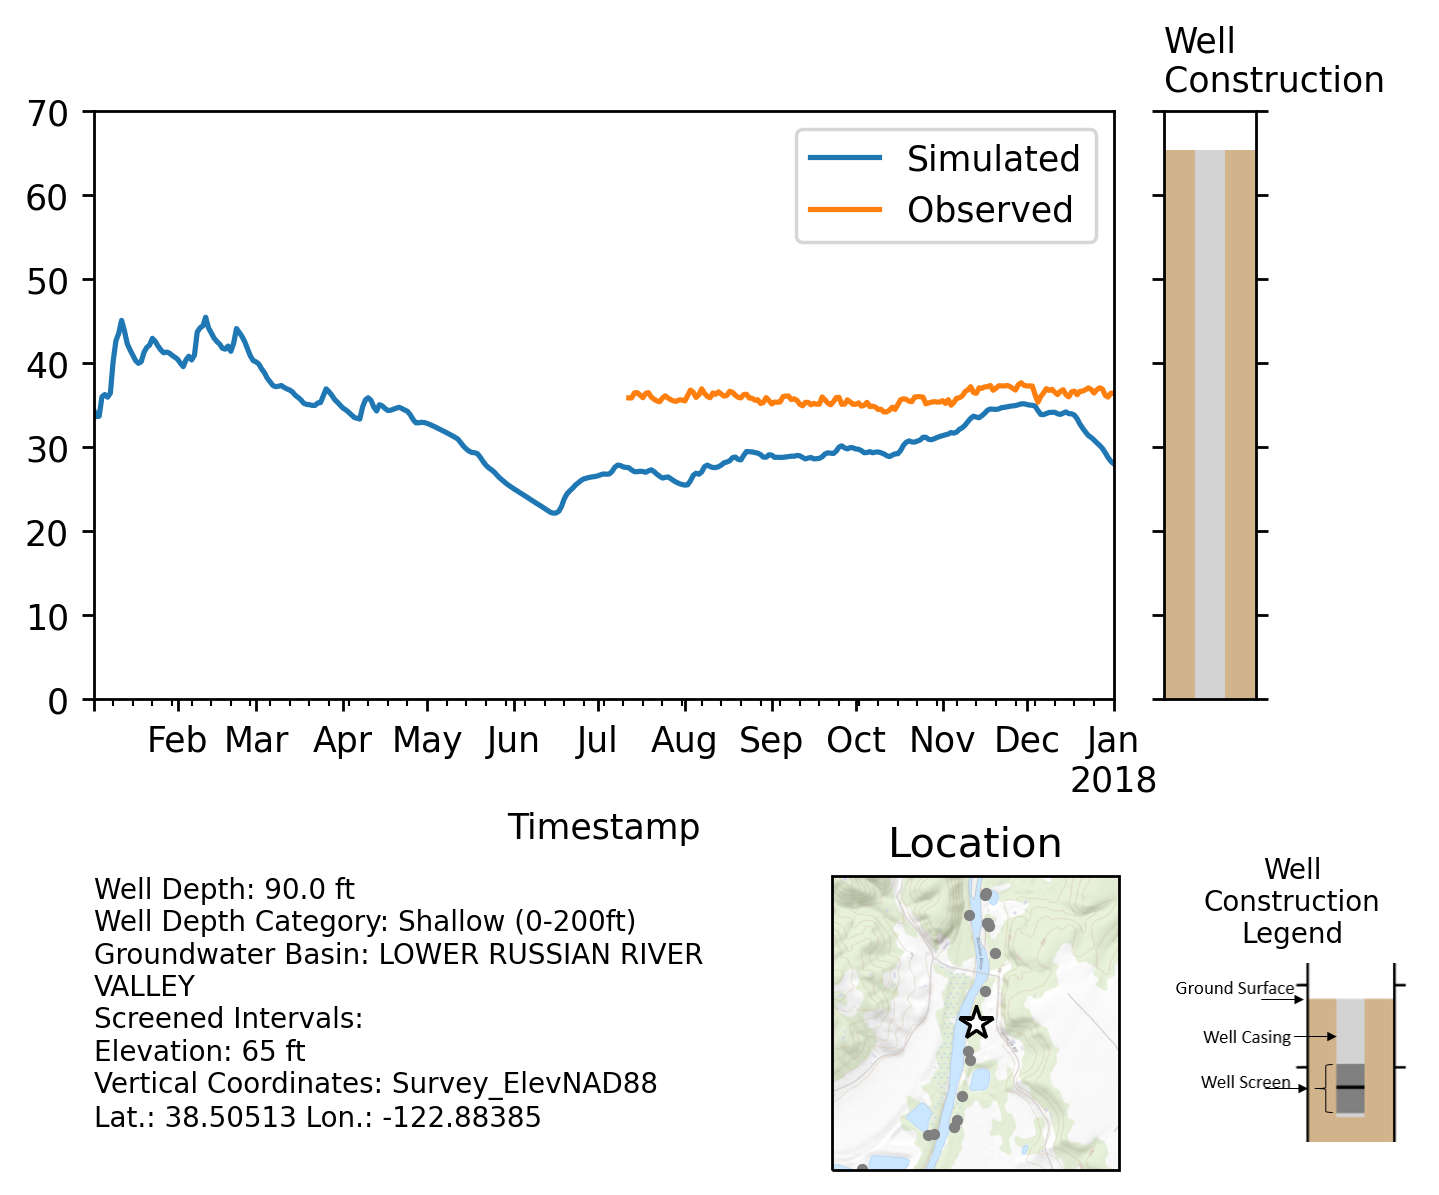 Well
Construction
70
60
50
40
30
20
10
0
Simulated
Observed
Feb Mar Apr May Jun Jul Aug Sep Oct Nov Dec Jan
2018
Timestamp
Well Depth: 90.0 ft
Well Depth Category: Shallow (0-200ft)
Groundwater Basin: LOWER RUSSIAN RIVER
VALLEY
Screened Intervals:
Elevation: 65 ft
Vertical Coordinates: Survey_ElevNAD88
Lat.: 38.50513 Lon.: -122.88385
Location
Well
Construction
Legend
Ground Surface
Well Casing
Well Screen